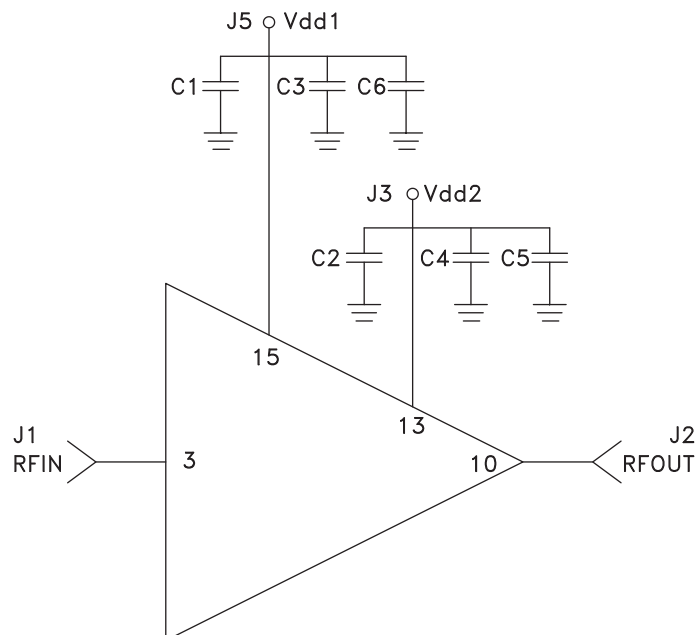 J5 Vdd1
C1 C3 C6
J3 Vdd2
C2 C4 C5
15
13
J1
RFIN
3
10
J2
RFOUT